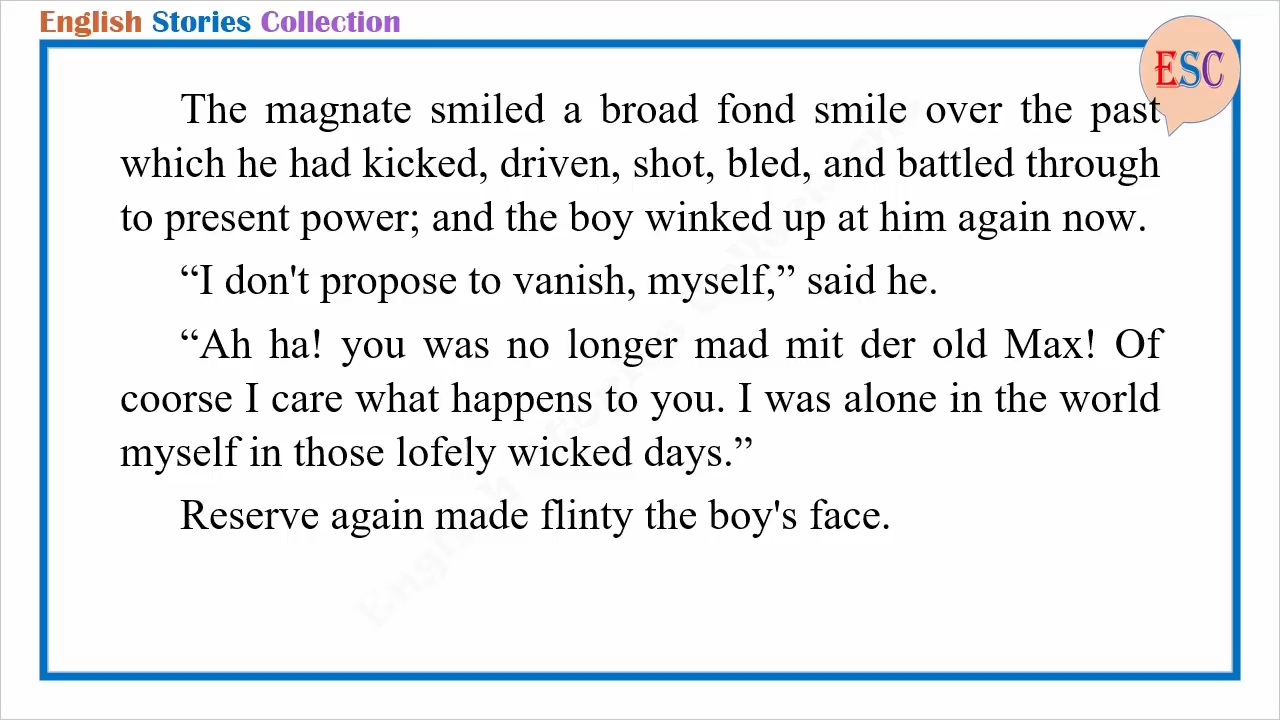 English Stories Collection
ESC
The magnate smiled a broad fond smile over the past
which he had kicked, driven, shot, bled, and battled through
to present power; and the boy winked up at him again now.
“I don't propose to vanish, myself,” said he.
“Ah ha! you was no longer mad mit der old Max! Of
coorse I care what happens to you. I was alone in the world
myself in those lofely wicked days.”
Reserve again made flinty the boy's face.